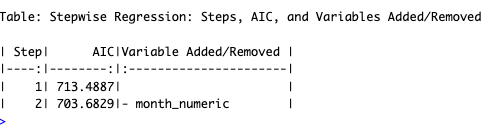 Table: Stepwise Regression: Steps, AIC, and Variables Added/Removed
| Step|      AIC|Variable Added/Removed |
|----:|--------:|:----------------------|
|    1| 713.4887|                       |
|    2| 703.6829|- month_numeric        |
>